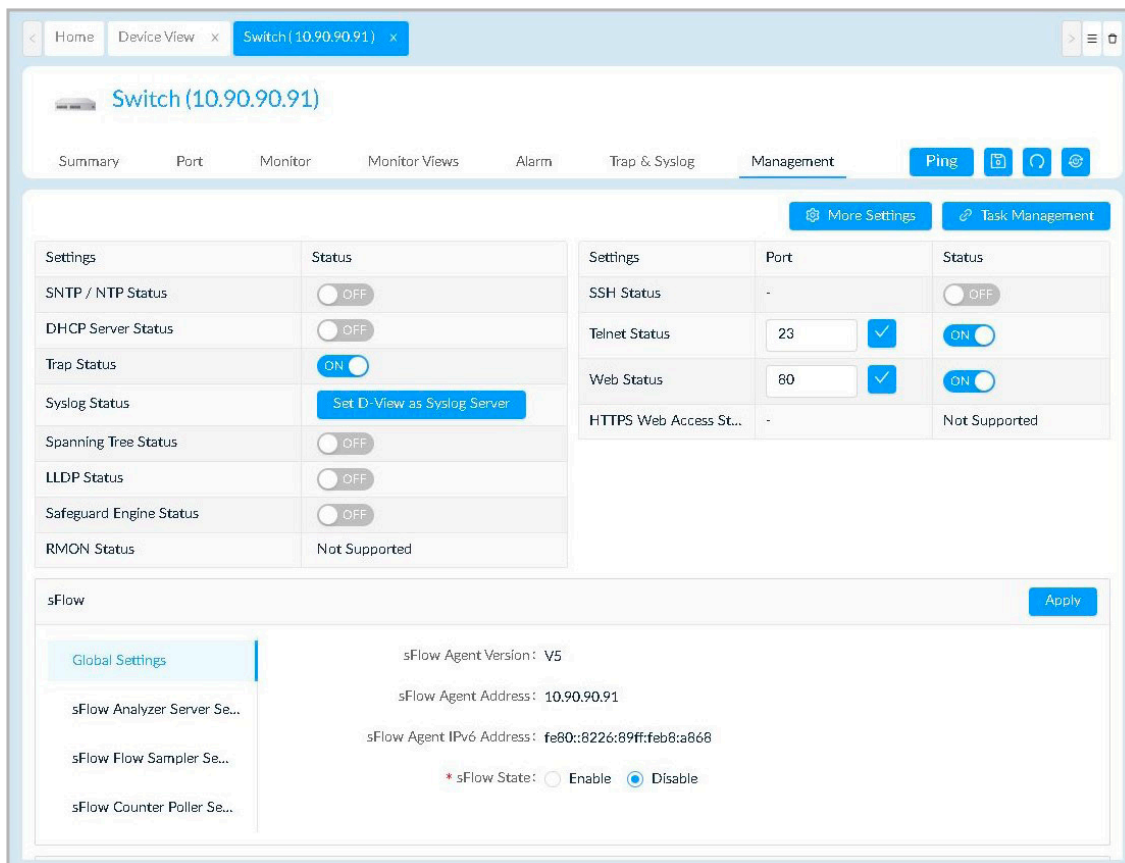 Home Device View x Switch (10.90.90.91) x
Switch (10.90.90.91)
Summary Port Monitor Monitor Views Alarm Trap & Syslog Management Ping
More Settings Task Management
Settings Status
SNTP / NTP Status OFF
DHCP Server Status OFF
Trap Status ON
Syslog Status Set D-View as Syslog Server
Spanning Tree Status OFF
LLDP Status OFF
Safeguard Engine Status OFF
RMON Status Not Supported
Settings Port Status
SSH Status - OFF
Telnet Status 23 ON
Web Status 80 ON
HTTPS Web Access St... - Not Supported
sFlow Apply
Global Settings
sFlow Analyzer Server Se...
sFlow Flow Sampler Se...
sFlow Counter Poller Se...
sFlow Agent Version: V5
sFlow Agent Address: 10.90.90.91
sFlow Agent IPv6 Address: fe80::8226:89ff:feb8:a868
* sFlow State: Enable Disable